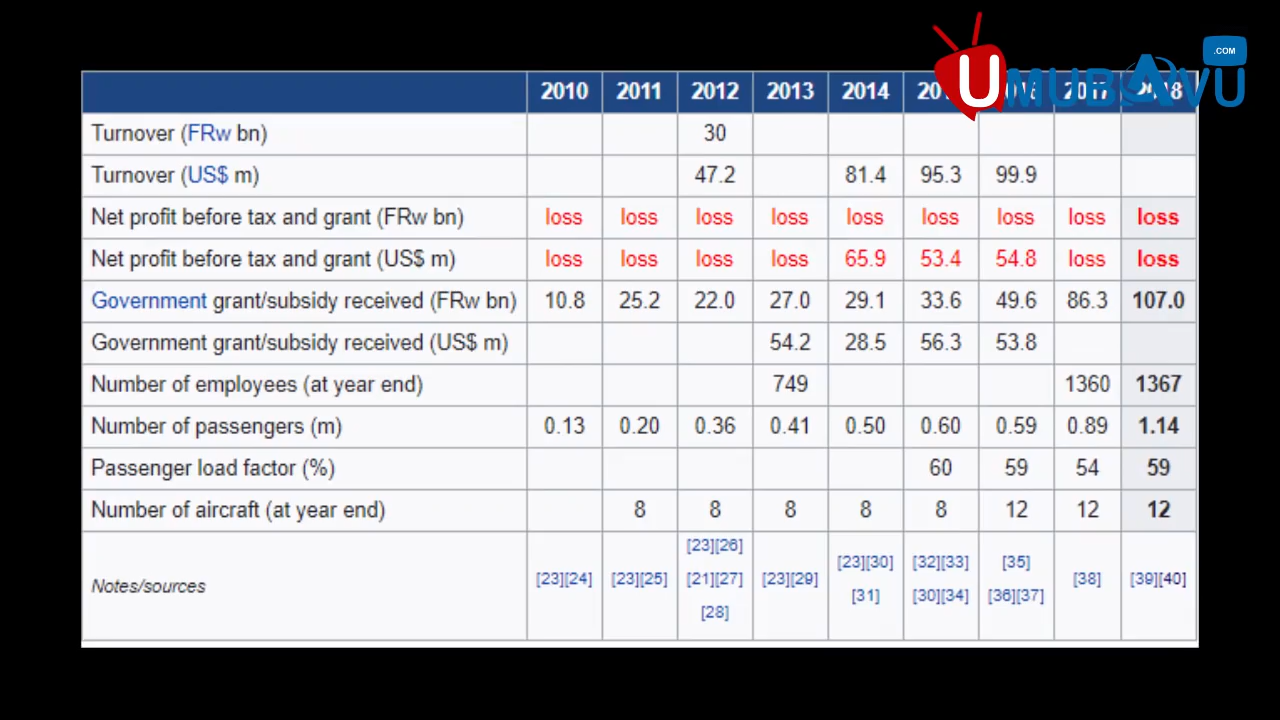 UMUBAVU .COM
2010 2011 2012 2013 2014 2017 2018
Turnover (FRw bn) 30
Turnover (US$ m) 47.2 81.4 95.3 99.9
Net profit before tax and grant (FRw bn) loss loss loss loss loss loss loss loss loss
Net profit before tax and grant (US$ m) loss loss loss loss 65.9 53.4 54.8 loss loss
Government grant/subsidy received (FRw bn) 10.8 25.2 22.0 27.0 29.1 33.6 49.6 86.3 107.0
Government grant/subsidy received (US$ m) 54.2 28.5 56.3 53.8
Number of employees (at year end) 749 1360 1367
Number of passengers (m) 0.13 0.20 0.36 0.41 0.50 0.60 0.59 0.89 1.14
Passenger load factor (%) 60 59 54 59
Number of aircraft (at year end) 8 8 8 8 8 12 12 12
Notes/sources [23][24] [23][25] [23][26] [21][27] [28] [23][29] [23][30] [31] [32][33] [30][34] [35] [36][37] [38] [39][40]